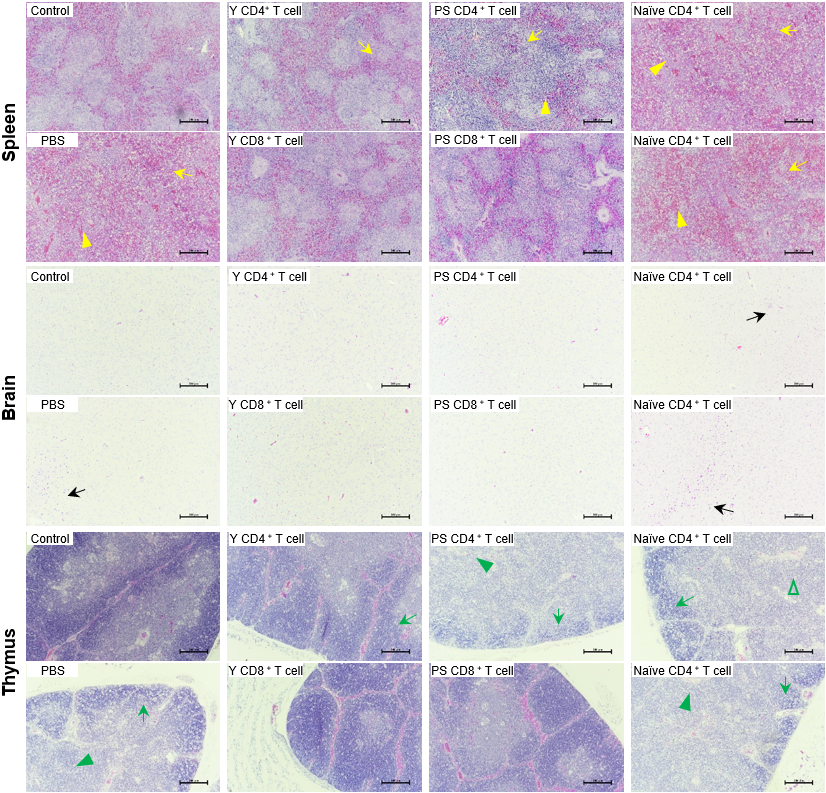 Spleen
Control
Y CD4⁺ T cell
PS CD4⁺ T cell
Naïve CD4⁺ T cell
PBS
Y CD8⁺ T cell
PS CD8⁺ T cell
Naïve CD4⁺ T cell
Brain
Control
Y CD4⁺ T cell
PS CD4⁺ T cell
Naïve CD4⁺ T cell
PBS
Y CD8⁺ T cell
PS CD8⁺ T cell
Naïve CD4⁺ T cell
Thymus
Control
Y CD4⁺ T cell
PS CD4⁺ T cell
Naïve CD4⁺ T cell
PBS
Y CD8⁺ T cell
PS CD8⁺ T cell
Naïve CD4⁺ T cell